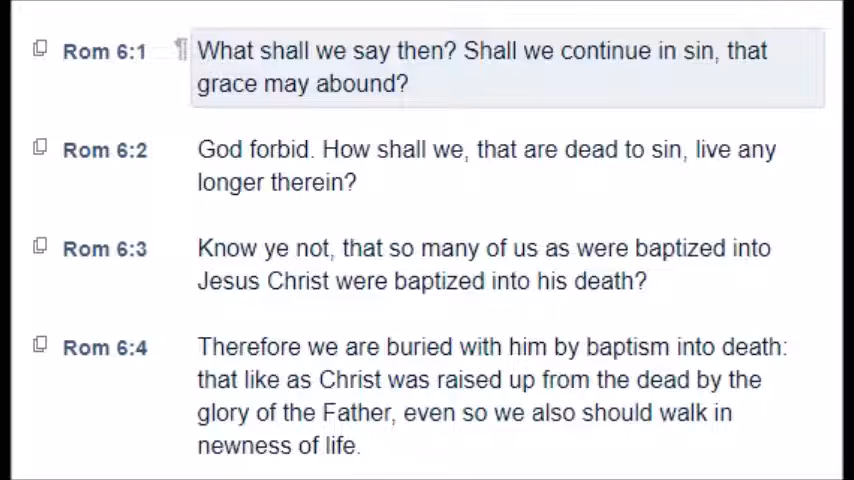 Rom 6:1 ¶ What shall we say then? Shall we continue in sin, that
grace may abound?
Rom 6:2 God forbid. How shall we, that are dead to sin, live any
longer therein?
Rom 6:3 Know ye not, that so many of us as were baptized into
Jesus Christ were baptized into his death?
Rom 6:4 Therefore we are buried with him by baptism into death:
that like as Christ was raised up from the dead by the
glory of the Father, even so we also should walk in
newness of life.